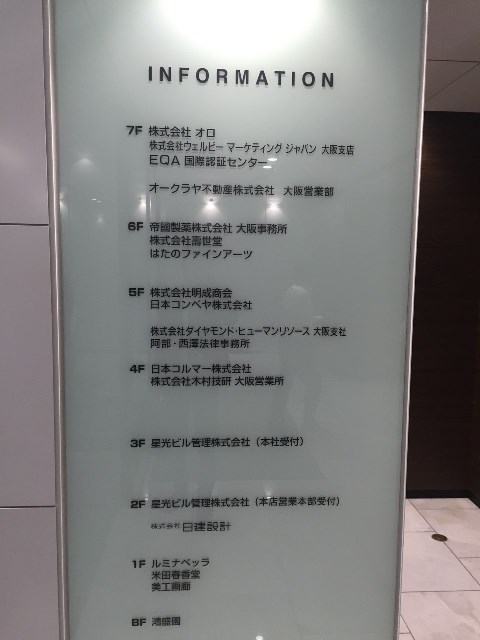 INFORMATION
7F 株式会社 オロ
株式会社ウェルビー マーケティング ジャパン 大阪支店
EQA 国際認証センター
オークラヤ不動産株式会社 大阪営業部
6F 帝國製薬株式会社 大阪事務所
株式会社壽世堂
はたのファインアーツ
5F 株式会社明成商会
日本コンベヤ株式会社
株式会社ダイヤモンド・ヒューマンリソース 大阪支社
阿部・西澤法律事務所
4F 日本コルマー株式会社
株式会社木村技研 大阪営業所
3F 星光ビル管理株式会社（本社受付）
2F 星光ビル管理株式会社（本店営業本部受付）
株式会社 日建設計
1F ルミナベッラ
米田春香堂
美工画廊
BF 鴻盛園